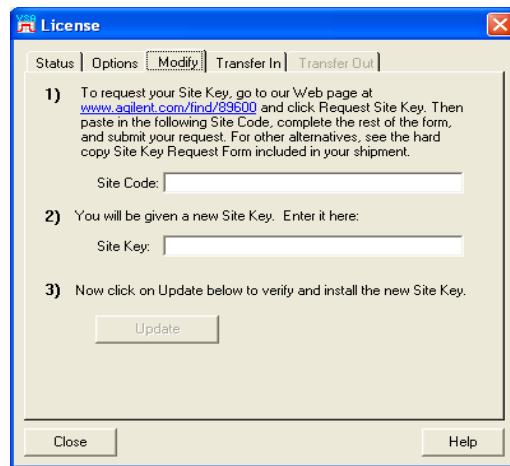 VSA License
Status Options Modify Transfer In Transfer Out
1) To request your Site Key, go to our Web page at
www.agilent.com/find/89600 and click Request Site Key. Then
paste in the following Site Code, complete the rest of the form,
and submit your request. For other alternatives, see the hard
copy Site Key Request Form included in your shipment.
Site Code:
2) You will be given a new Site Key. Enter it here:
Site Key:
3) Now click on Update below to verify and install the new Site Key.
Update
Close Help